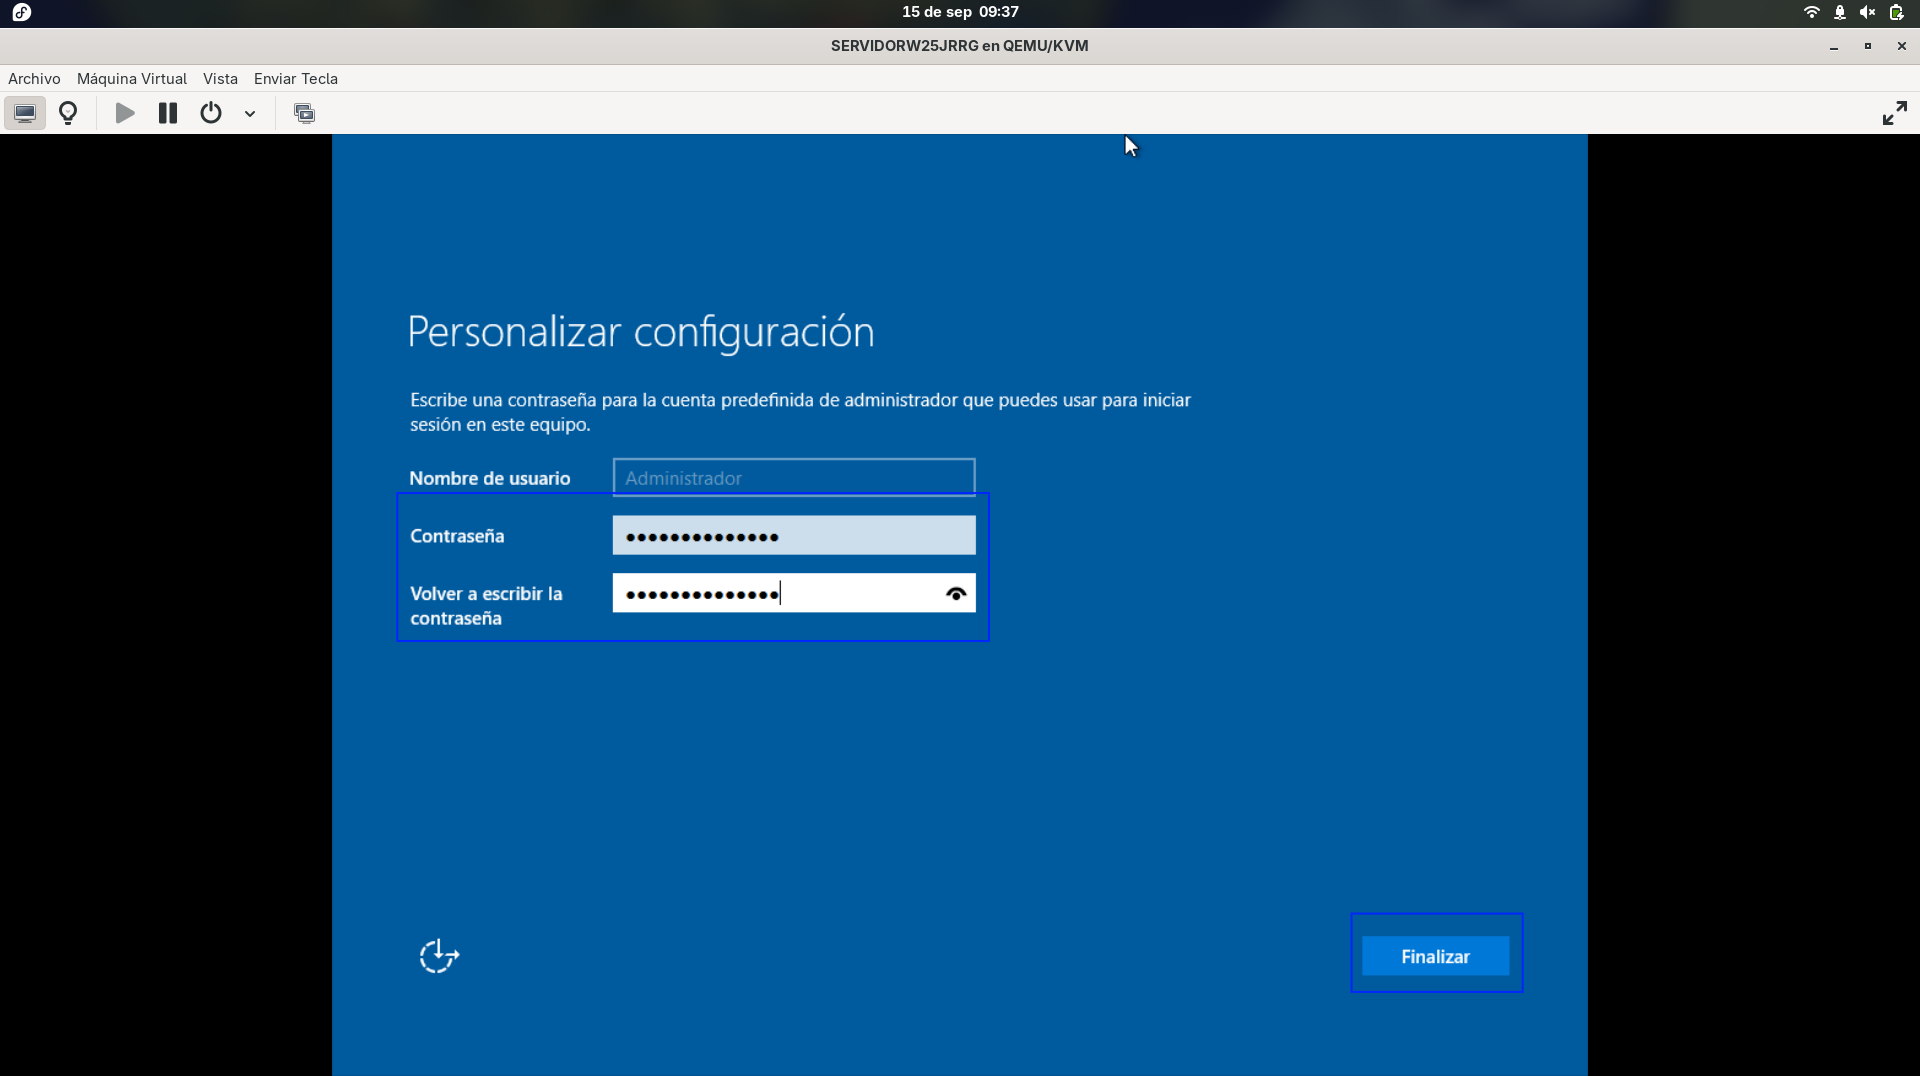 15 de sep 09:37
SERVIDORW25JRRG en QEMU/KVM
Archivo Máquina Virtual Vista Enviar Tecla
Personalizar configuración
Escribe una contraseña para la cuenta predefinida de administrador que puedes usar para iniciar
sesión en este equipo.
Nombre de usuario Administrador
Contraseña ••••••••••••••
Volver a escribir la ••••••••••••••
contraseña
Finalizar